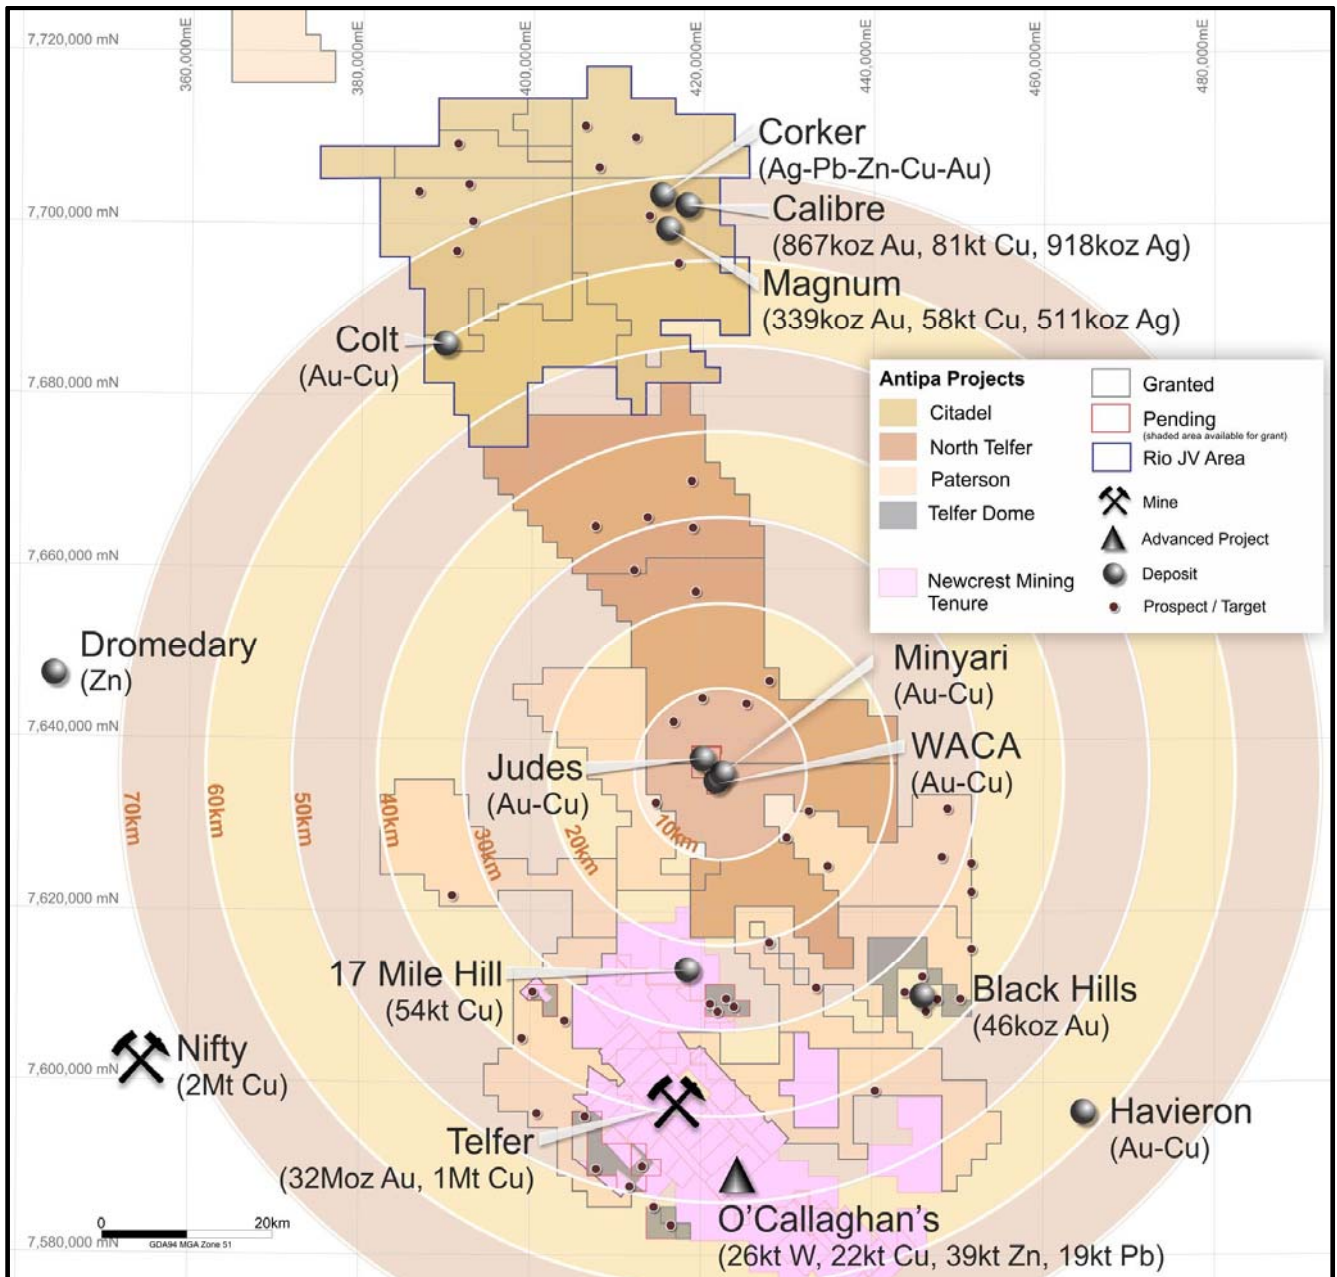 7,720,000 mN
360,000mE
380,000mE
400,000mE
420,000mE
440,000mE
460,000mE
480,000mE
Corker
(Ag-Pb-Zn-Cu-Au)
7,700,000 mN
Calibre
(867koz Au, 81kt Cu, 918koz Ag)
Magnum
(339koz Au, 58kt Cu, 511koz Ag)
Colt
(Au-Cu)
7,680,000 mN
Antipa Projects
Citadel
North Telfer
Paterson
Telfer Dome
Newcrest Mining
Tenure
Granted
Pending
(shaded area available for grant)
Rio JV Area
Mine
Advanced Project
Deposit
Prospect / Target
7,660,000 mN
Dromedary
(Zn)
Minyari
(Au-Cu)
7,640,000 mN
WACA
(Au-Cu)
Judes
(Au-Cu)
70km
60km
50km
40km
30km
20km
10km
7,620,000 mN
17 Mile Hill
(54kt Cu)
Black Hills
(46koz Au)
Nifty
(2Mt Cu)
7,600,000 mN
Havieron
(Au-Cu)
Telfer
(32Moz Au, 1Mt Cu)
O'Callaghan's
(26kt W, 22kt Cu, 39kt Zn, 19kt Pb)
0 20km
GDA94 MGA Zone 51
7,580,000 mN